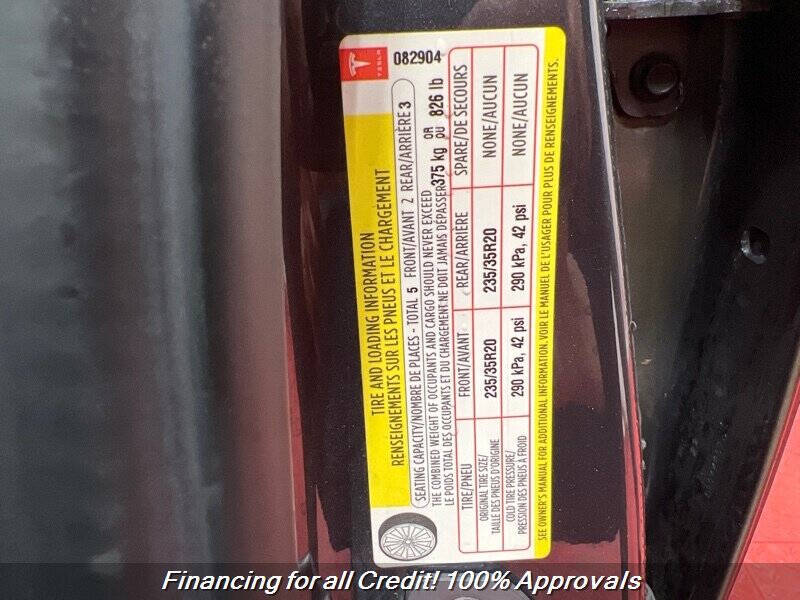 TESLA
082904
TIRE AND LOADING INFORMATION
RENSEIGNEMENTS SUR LES PNEUS ET LE CHARGEMENT
SEATING CAPACITY/NOMBRE DE PLACES - TOTAL 5 FRONT/AVANT 2 REAR/ARRIÈRE 3
THE COMBINED WEIGHT OF OCCUPANTS AND CARGO SHOULD NEVER EXCEED
LE POIDS TOTAL DES OCCUPANTS ET DU CHARGEMENT NE DOIT JAMAIS DÉPASSER 375 kg OR OU 826 lb
TIRE/PNEU FRONT/AVANT REAR/ARRIÈRE SPARE/DE SECOURS
ORIGINAL TIRE SIZE/
TAILLE DES PNEUS D'ORIGINE 235/35R20 235/35R20 NONE/AUCUN
COLD TIRE PRESSURE/
PRESSION DES PNEUS À FROID 290 kPa, 42 psi 290 kPa, 42 psi NONE/AUCUN
SEE OWNER'S MANUAL FOR ADDITIONAL INFORMATION. VOIR LE MANUEL DE L'USAGER POUR PLUS DE RENSEIGNEMENTS.
Financing for all Credit! 100% Approvals